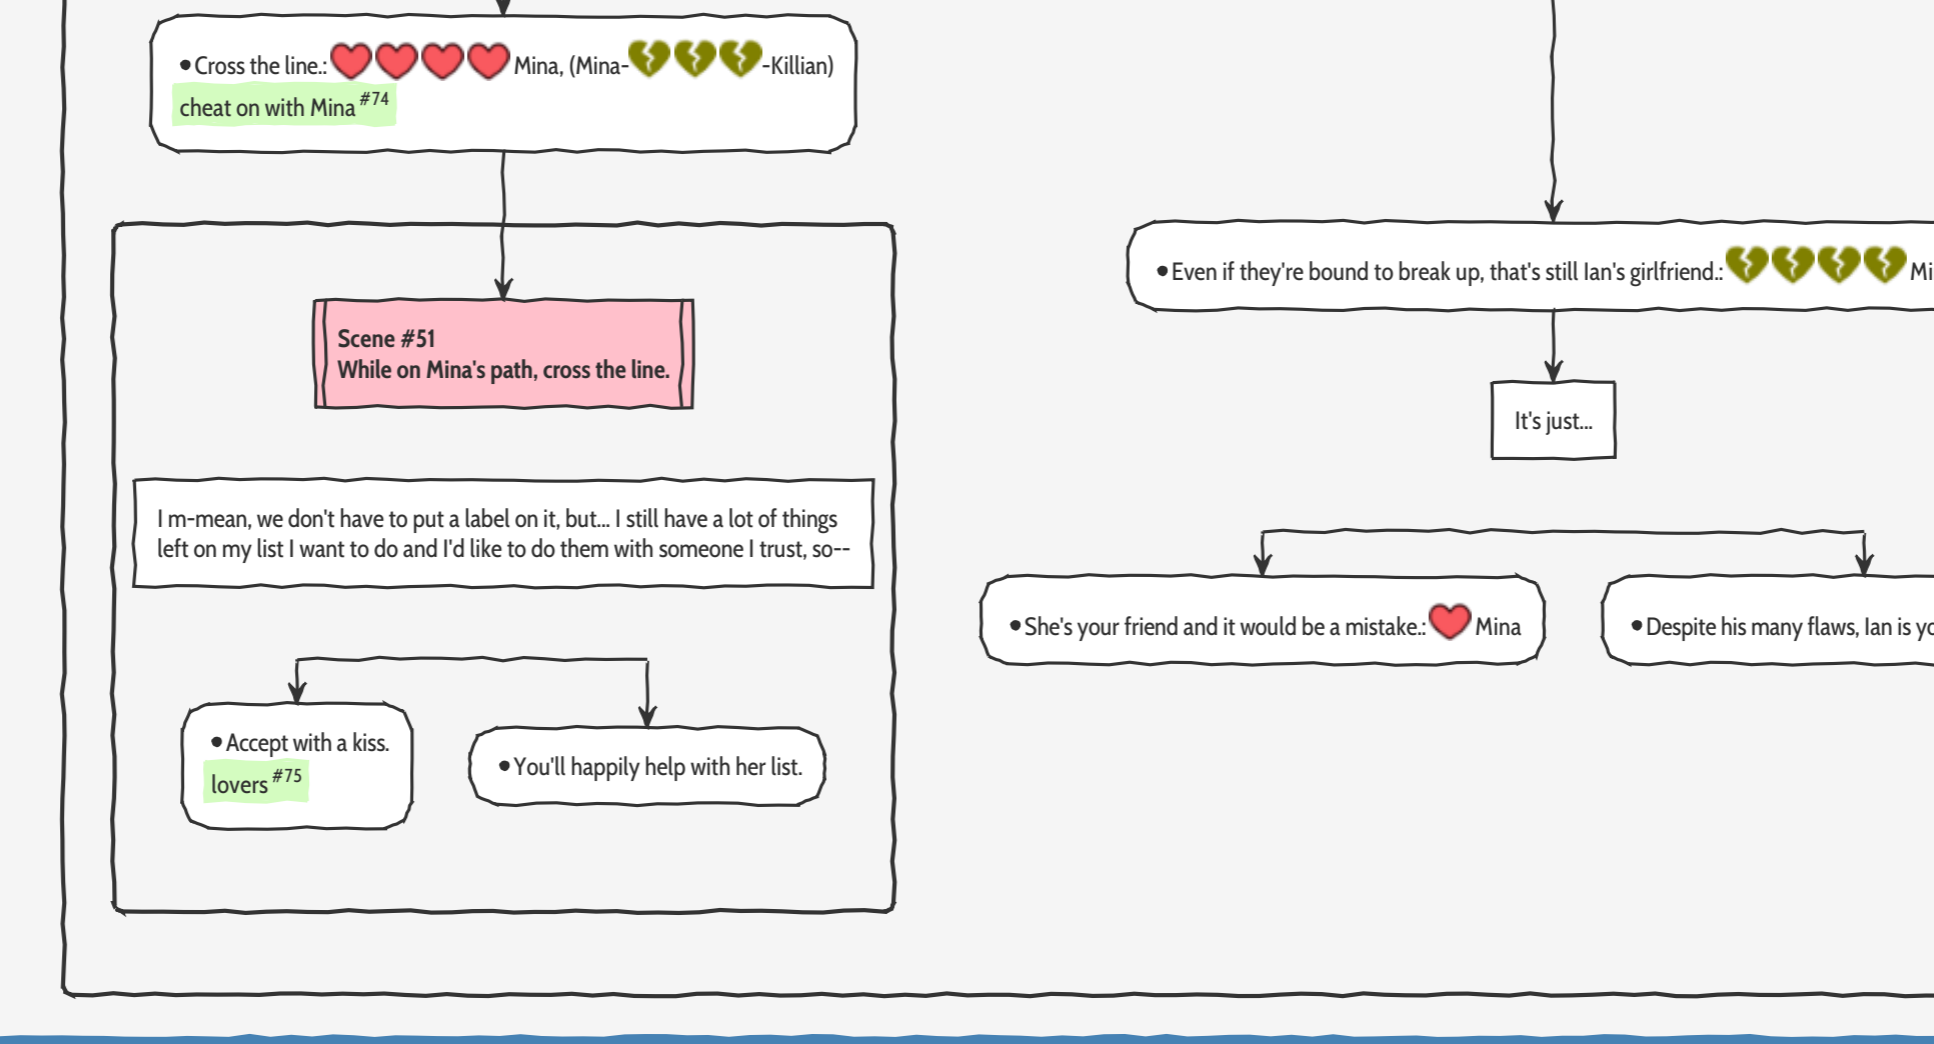 •Cross the line.: Mina, (Mina- -Killian)
cheat on with Mina #74
Scene #51
While on Mina's path, cross the line.
I m-mean, we don't have to put a label on it, but... I still have a lot of things
left on my list I want to do and I'd like to do them with someone I trust, so--
•Accept with a kiss.
lovers #75
•You'll happily help with her list.
•Even if they're bound to break up, that's still Ian's girlfriend.: Mi
It's just...
•She's your friend and it would be a mistake.: Mina
•Despite his many flaws, Ian is yo